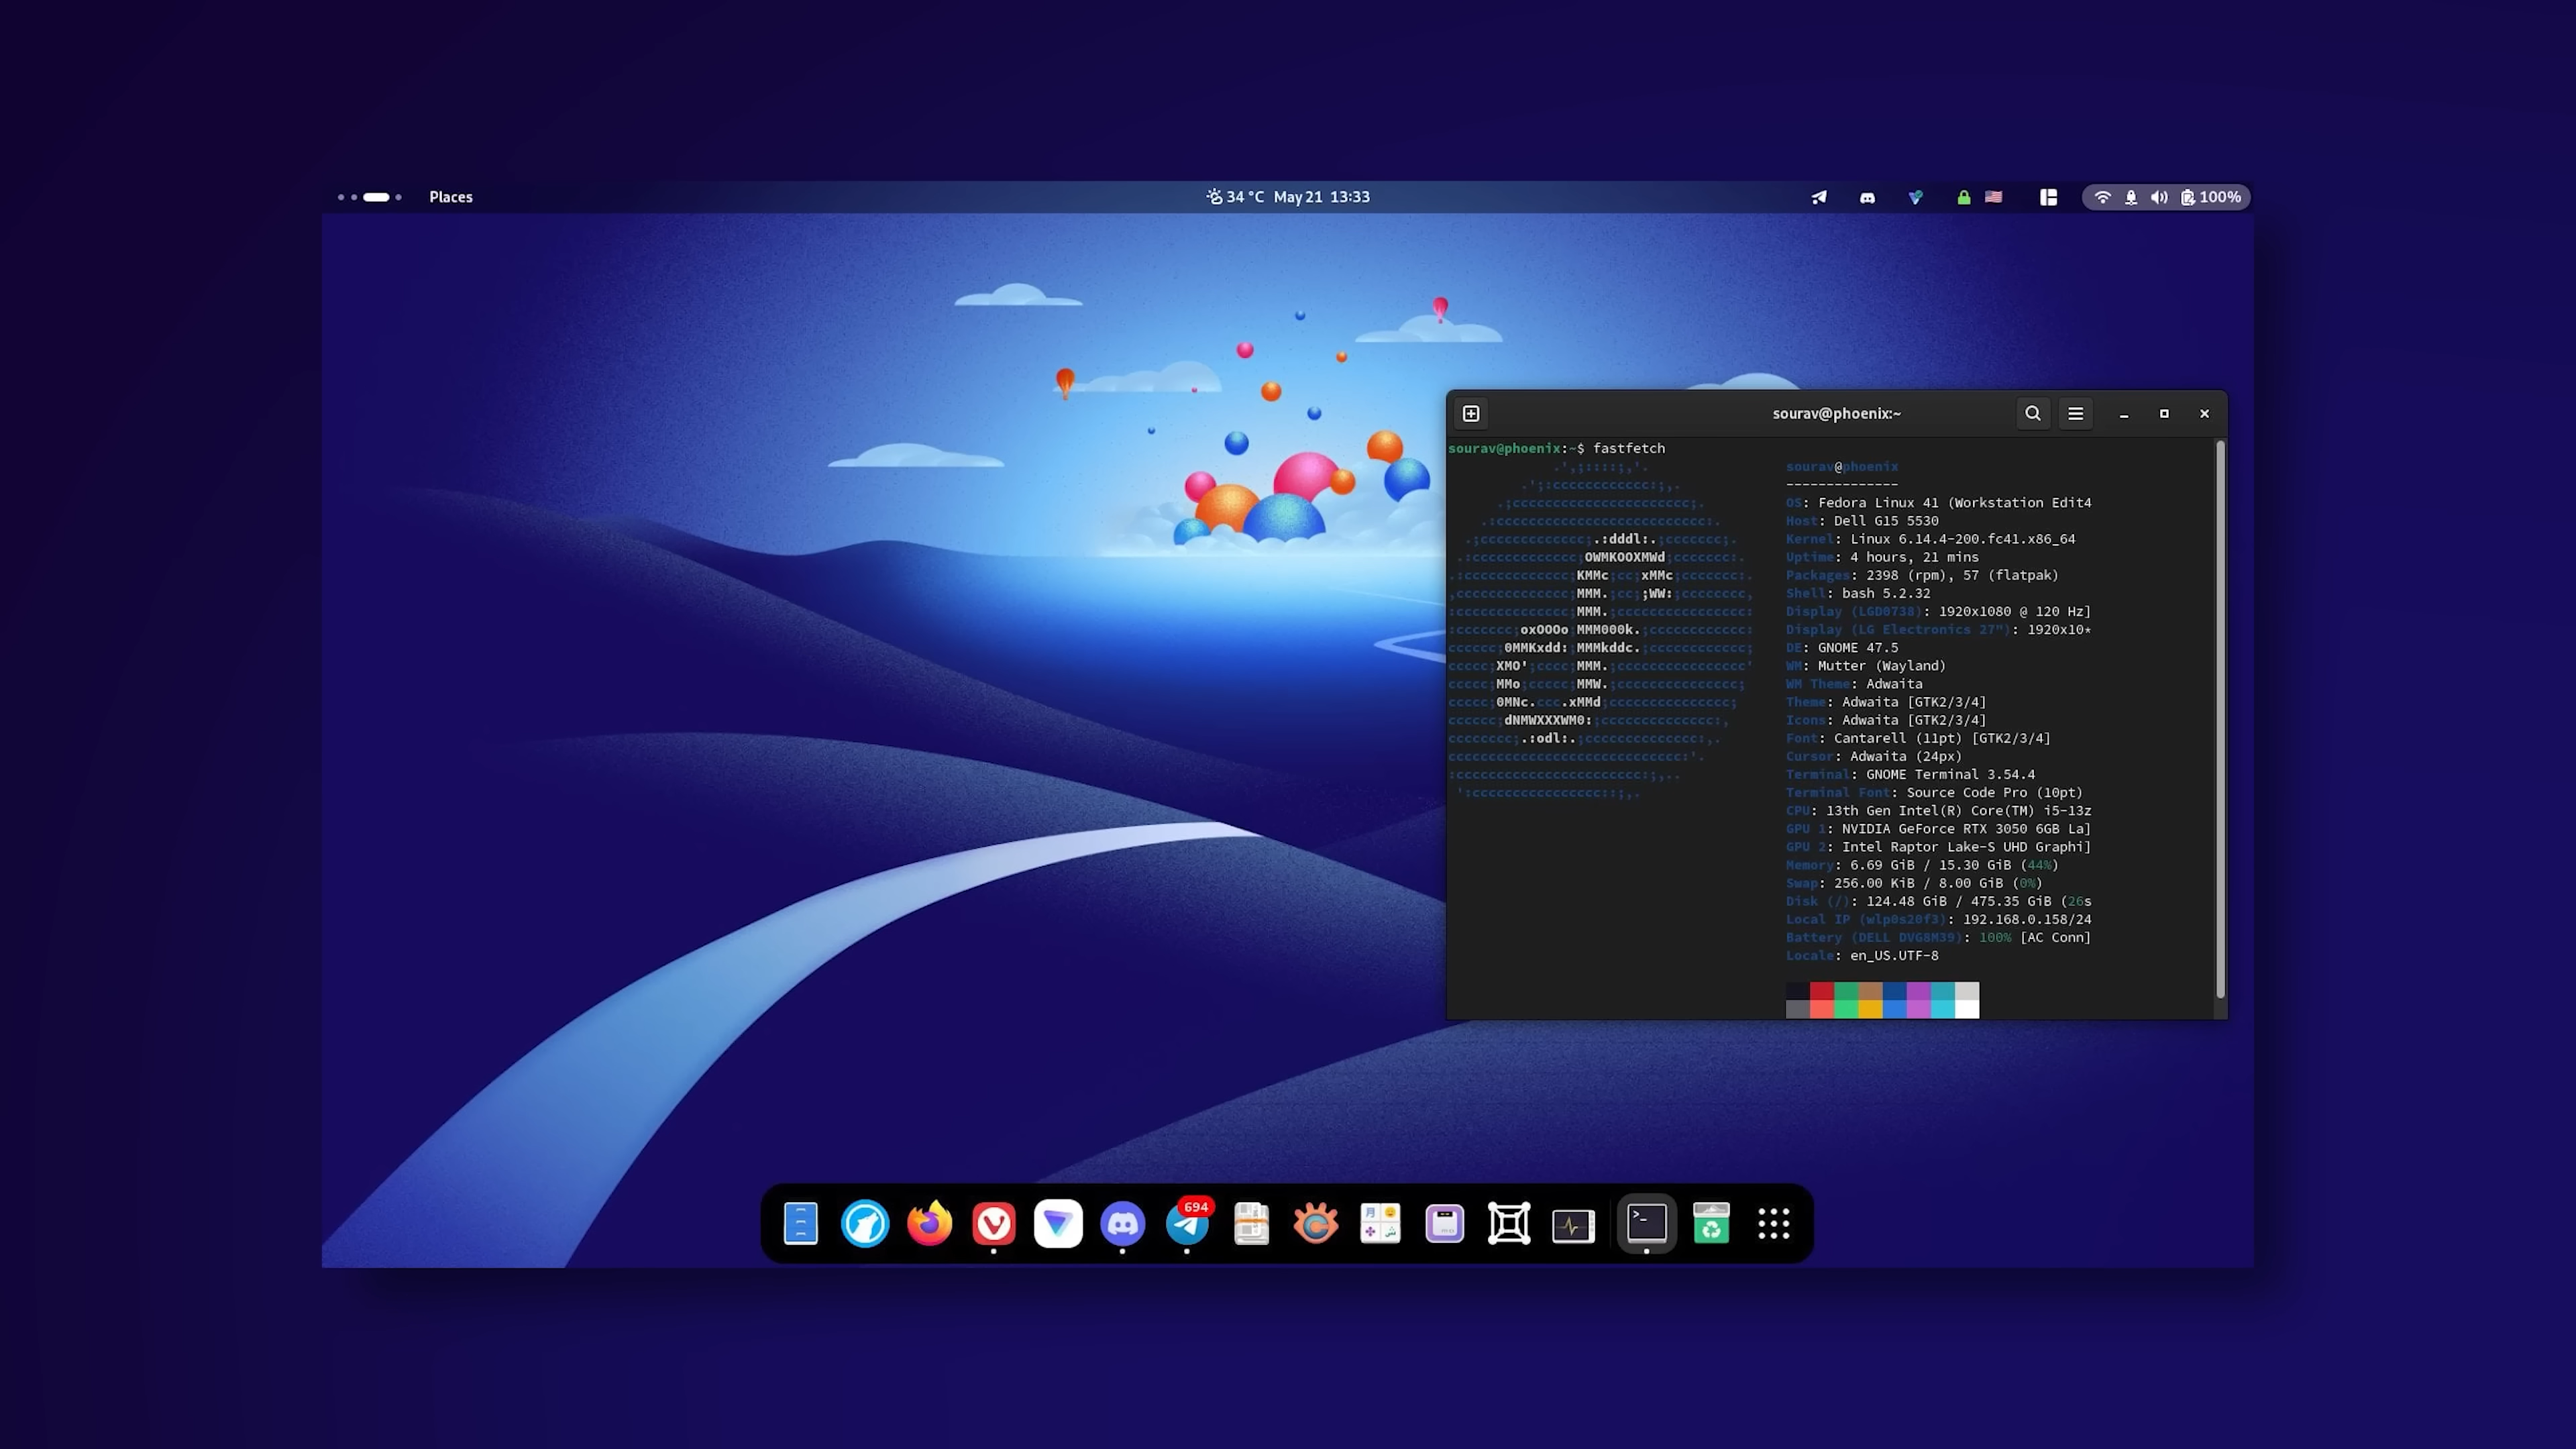 Places
34 °C May 21 13:33
100%
sourav@phoenix:~
sourav@phoenix:~$ fastfetch
sourav@phoenix
--------------
OS: Fedora Linux 41 (Workstation Edit4
Host: Dell G15 5530
Kernel: Linux 6.14.4-200.fc41.x86_64
Uptime: 4 hours, 21 mins
Packages: 2398 (rpm), 57 (flatpak)
Shell: bash 5.2.32
Display (LGD0738): 1920x1080 @ 120 Hz]
Display (LG Electronics 27"): 1920x10*
DE: GNOME 47.5
WM: Mutter (Wayland)
WM Theme: Adwaita
Theme: Adwaita [GTK2/3/4]
Icons: Adwaita [GTK2/3/4]
Font: Cantarell (11pt) [GTK2/3/4]
Cursor: Adwaita (24px)
Terminal: GNOME Terminal 3.54.4
Terminal Font: Source Code Pro (10pt)
CPU: 13th Gen Intel(R) Core(TM) i5-13z
GPU 1: NVIDIA GeForce RTX 3050 6GB La]
GPU 2: Intel Raptor Lake-S UHD Graphi]
Memory: 6.69 GiB / 15.30 GiB (44%)
Swap: 256.00 KiB / 8.00 GiB (0%)
Disk (/): 124.48 GiB / 475.35 GiB (26s
Local IP (wlp0s20f3): 192.168.0.158/24
Battery (DELL DVG8M39): 100% [AC Conn]
Locale: en_US.UTF-8
694